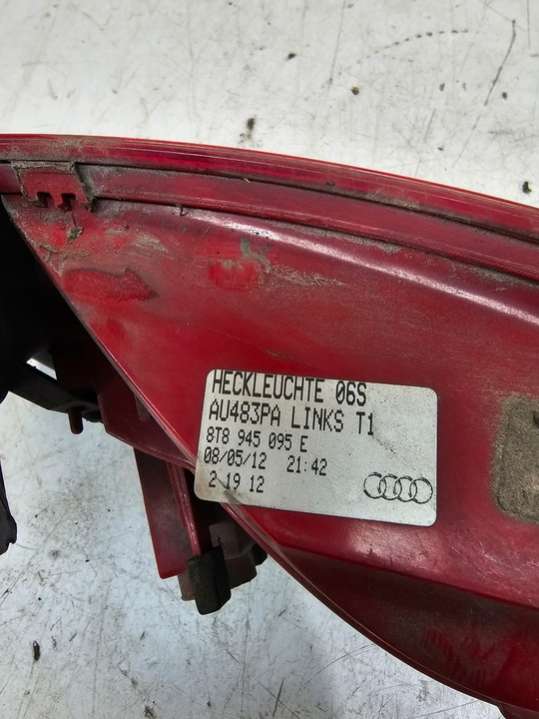 HECKLEUCHTE 06S
AU483PA LINKS T1
8T8 945 095 E
08/05/12 21:42
2 19 12